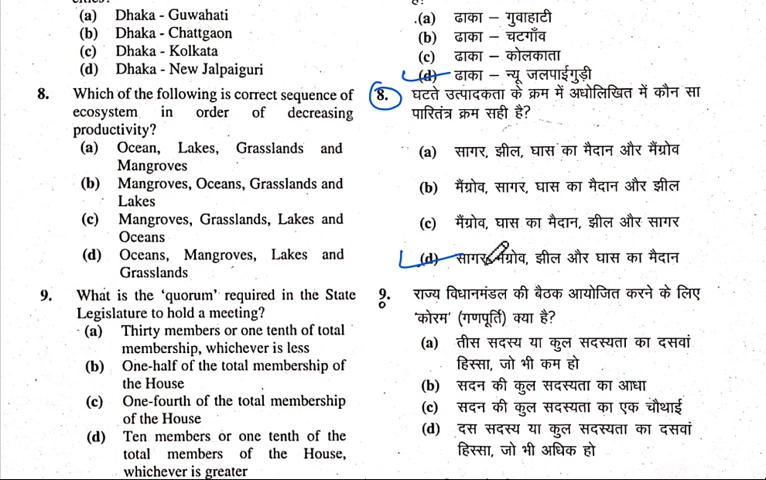 (a) Dhaka - Guwahati
(b) Dhaka - Chattgaon
(c) Dhaka - Kolkata
(d) Dhaka - New Jalpaiguri
8. Which of the following is correct sequence of
ecosystem in order of decreasing
productivity?
(a) Ocean, Lakes, Grasslands and
Mangroves
(b) Mangroves, Oceans, Grasslands and
Lakes
(c) Mangroves, Grasslands, Lakes and
Oceans
(d) Oceans, Mangroves, Lakes and
Grasslands
9. What is the ‘quorum’ required in the State
Legislature to hold a meeting?
(a) Thirty members or one tenth of total
membership, whichever is less
(b) One-half of the total membership of
the House
(c) One-fourth of the total membership
of the House
(d) Ten members or one tenth of the
total members of the House,
whichever is greater
(a) ढाका – गुवाहाटी
(b) ढाका – चटगाँव
(c) ढाका – कोलकाता
(d) ढाका – न्यू जलपाईगुड़ी
8. घटते उत्पादकता के क्रम में अधोलिखित में कौन सा
पारितंत्र क्रम सही है?
(a) सागर, झील, घास का मैदान और मैंग्रोव
(b) मैंग्रोव, सागर, घास का मैदान और झील
(c) मैंग्रोव, घास का मैदान, झील और सागर
(d) सागर, मैंग्रोव, झील और घास का मैदान
9. राज्य विधानमंडल की बैठक आयोजित करने के लिए
‘कोरम’ (गणपूर्ति) क्या है?
(a) तीस सदस्य या कुल सदस्यता का दसवां
हिस्सा, जो भी कम हो
(b) सदन की कुल सदस्यता का आधा
(c) सदन की कुल सदस्यता का एक चौथाई
(d) दस सदस्य या कुल सदस्यता का दसवां
हिस्सा, जो भी अधिक हो